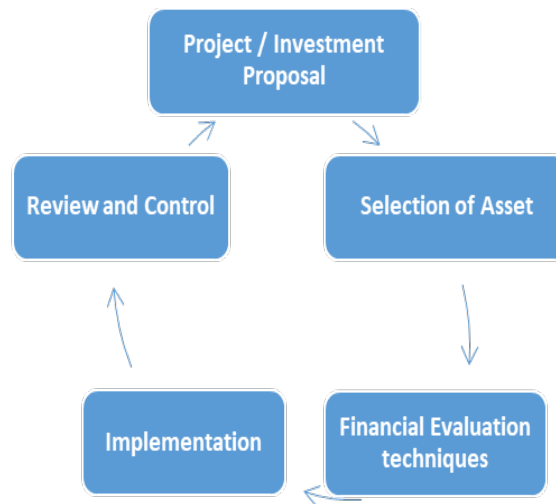 Project / Investment
Proposal
Selection of Asset
Financial Evaluation
techniques
Implementation
Review and Control